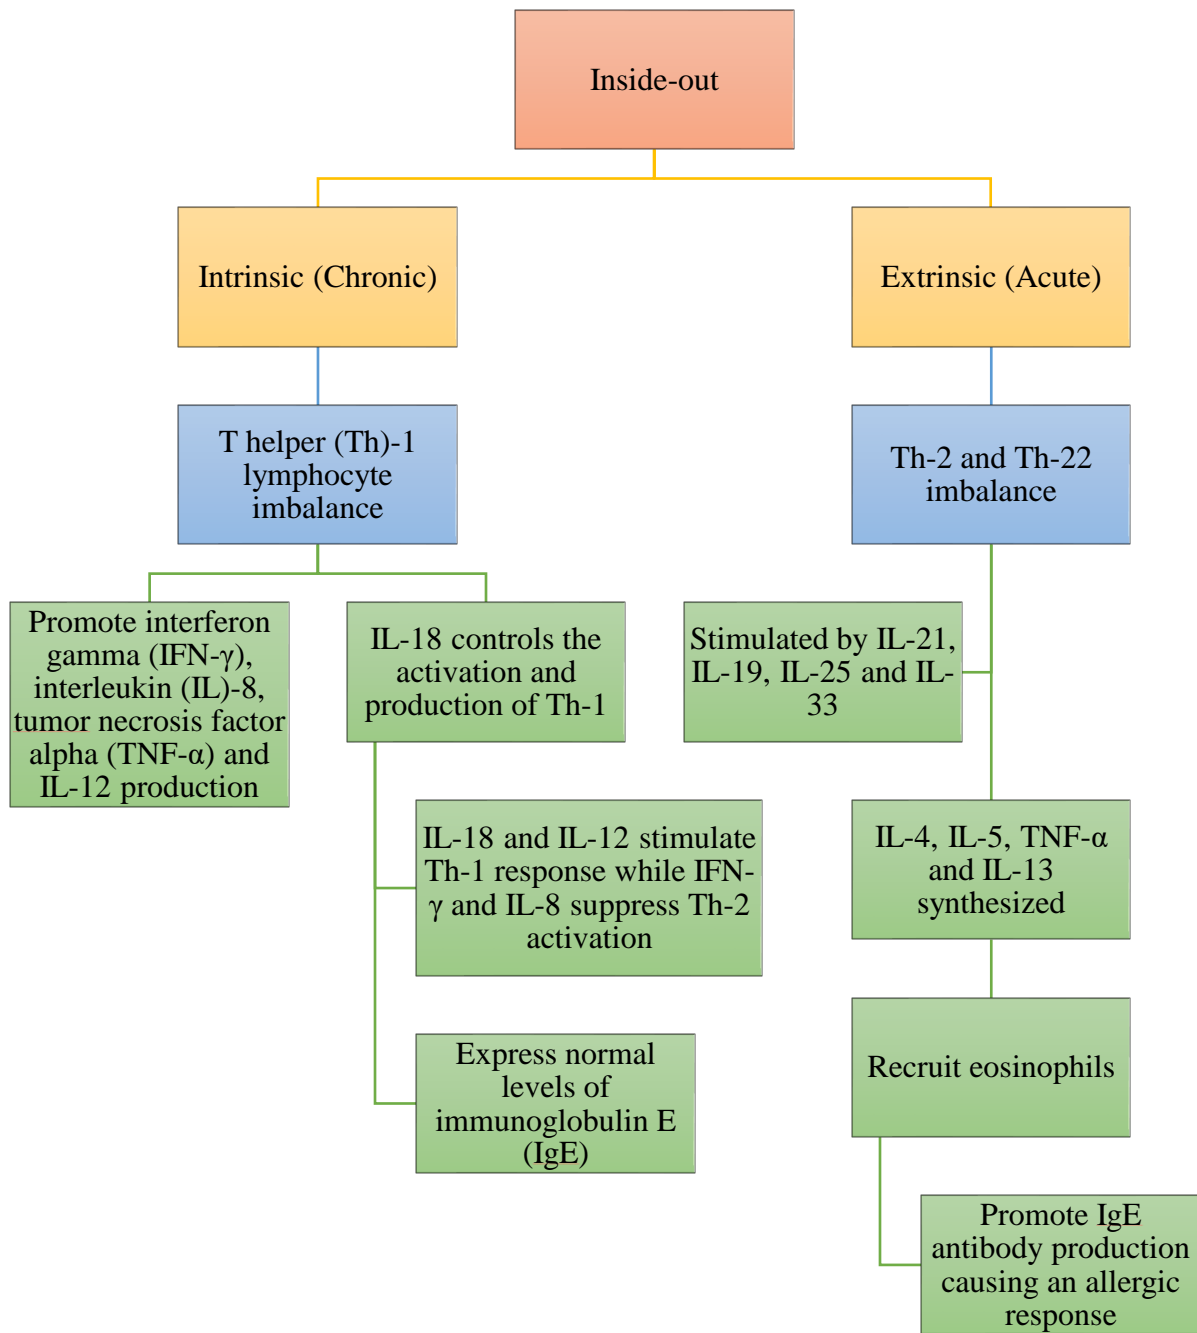 Inside-out
Intrinsic (Chronic)
Extrinsic (Acute)
T helper (Th)-1
lymphocyte
imbalance
Th-2 and Th-22
imbalance
Promote interferon
gamma (IFN-γ),
interleukin (IL)-8,
tumor necrosis factor
alpha (TNF-α) and
IL-12 production
IL-18 controls the
activation and
production of Th-1
Stimulated by IL-21,
IL-19, IL-25 and IL-
33
IL-18 and IL-12 stimulate
Th-1 response while IFN-
γ and IL-8 suppress Th-2
activation
IL-4, IL-5, TNF-α
and IL-13
synthesized
Express normal
levels of
immunoglobulin E
(IgE)
Recruit eosinophils
Promote IgE
antibody production
causing an allergic
response